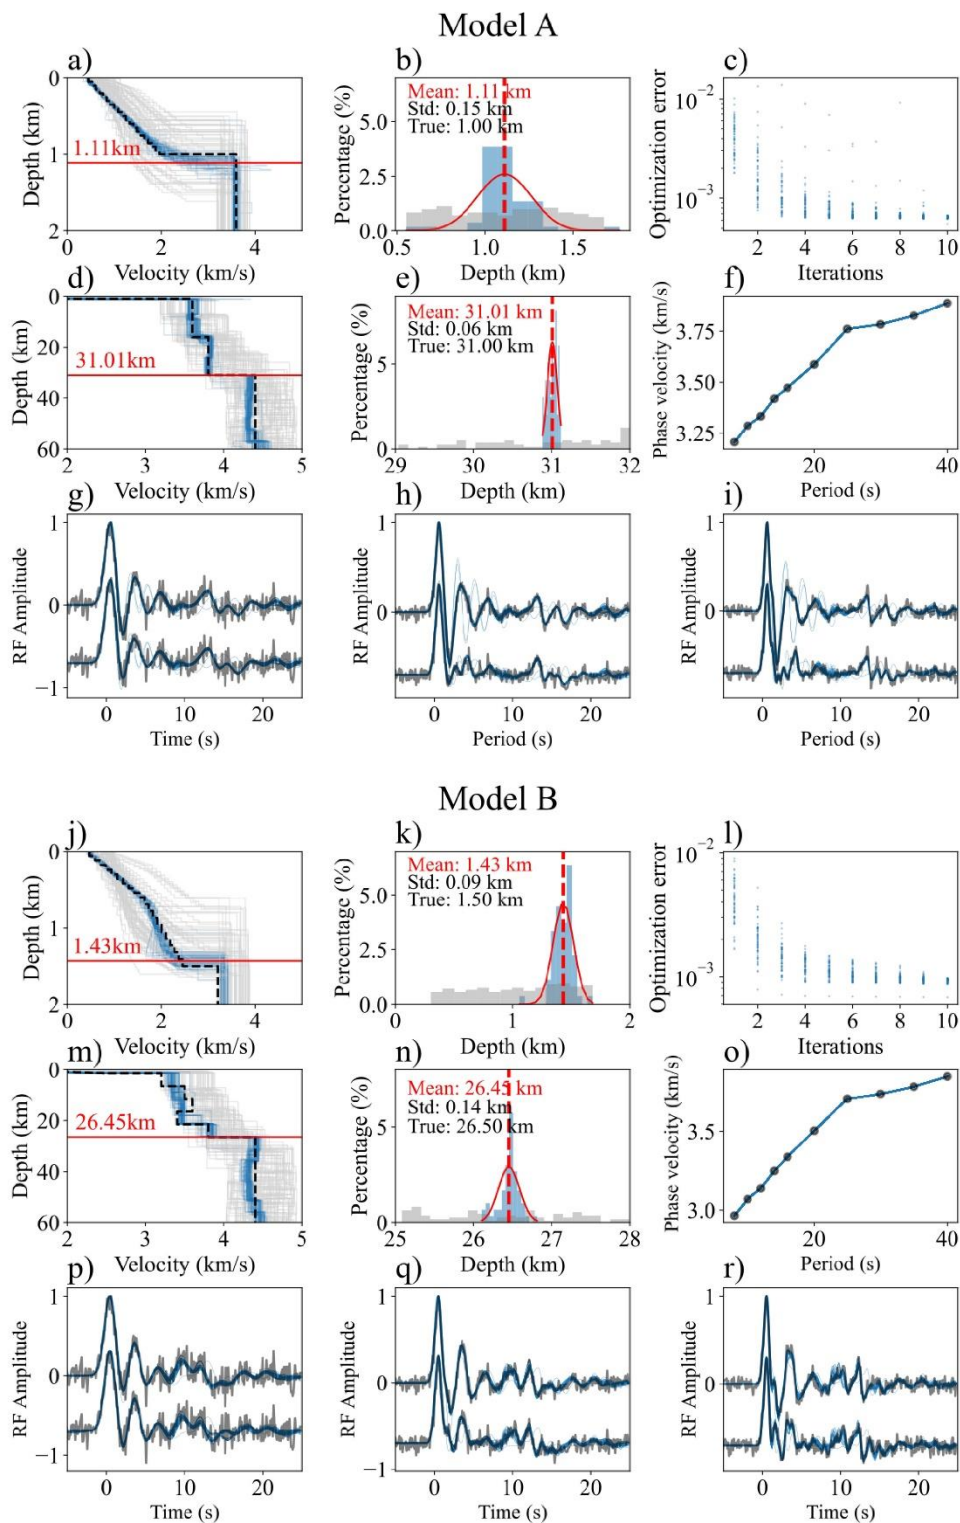 Model A
a)
b)
c)
0
1
2
Depth (km)
1.11km
0
2
4
Velocity (km/s)
Mean: 1.11 km
Std: 0.15 km
True: 1.00 km
5.0
2.5
0.0
Percentage (%)
0.5
1.0
1.5
Depth (km)
10⁻²
10⁻³
Optimization error
2
4
6
8
10
Iterations
d)
e)
f)
0
20
40
60
Depth (km)
31.01km
2
3
4
5
Velocity (km/s)
Mean: 31.01 km
Std: 0.06 km
True: 31.00 km
5
0
Percentage (%)
29
30
31
32
Depth (km)
3.75
3.50
3.25
Phase velocity (km/s)
20
40
Period (s)
g)
h)
i)
1
0
−1
RF Amplitude
0
10
20
Time (s)
1
0
RF Amplitude
0
10
20
Period (s)
1
0
RF Amplitude
0
10
20
Period (s)
Model B
j)
k)
l)
0
1
2
Depth (km)
1.43km
0
2
4
Velocity (km/s)
Mean: 1.43 km
Std: 0.09 km
True: 1.50 km
5.0
2.5
0.0
Percentage (%)
0
1
2
Depth (km)
10⁻²
10⁻³
Optimization error
2
4
6
8
10
Iterations
m)
n)
o)
0
20
40
60
Depth (km)
26.45km
2
3
4
5
Velocity (km/s)
Mean: 26.45 km
Std: 0.14 km
True: 26.50 km
5
0
Percentage (%)
25
26
27
28
Depth (km)
3.5
3.0
Phase velocity (km/s)
20
40
Period (s)
p)
q)
r)
1
0
−1
RF Amplitude
0
10
20
Time (s)
1
0
−1
RF Amplitude
0
10
20
Time (s)
1
0
RF Amplitude
0
10
20
Time (s)